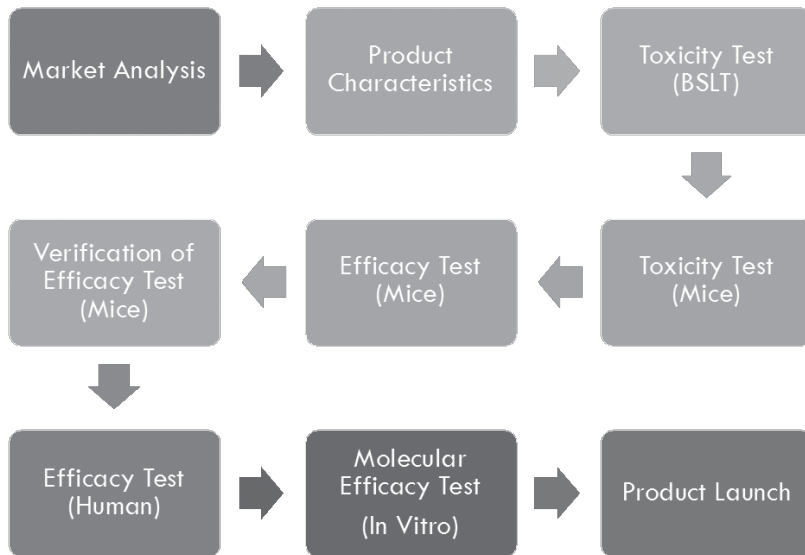 Market Analysis
Product
Characteristics
Toxicity Test
(BSLT)
Toxicity Test
(Mice)
Efficacy Test
(Mice)
Verification of
Efficacy Test
(Mice)
Efficacy Test
(Human)
Molecular
Efficacy Test
(In Vitro)
Product Launch